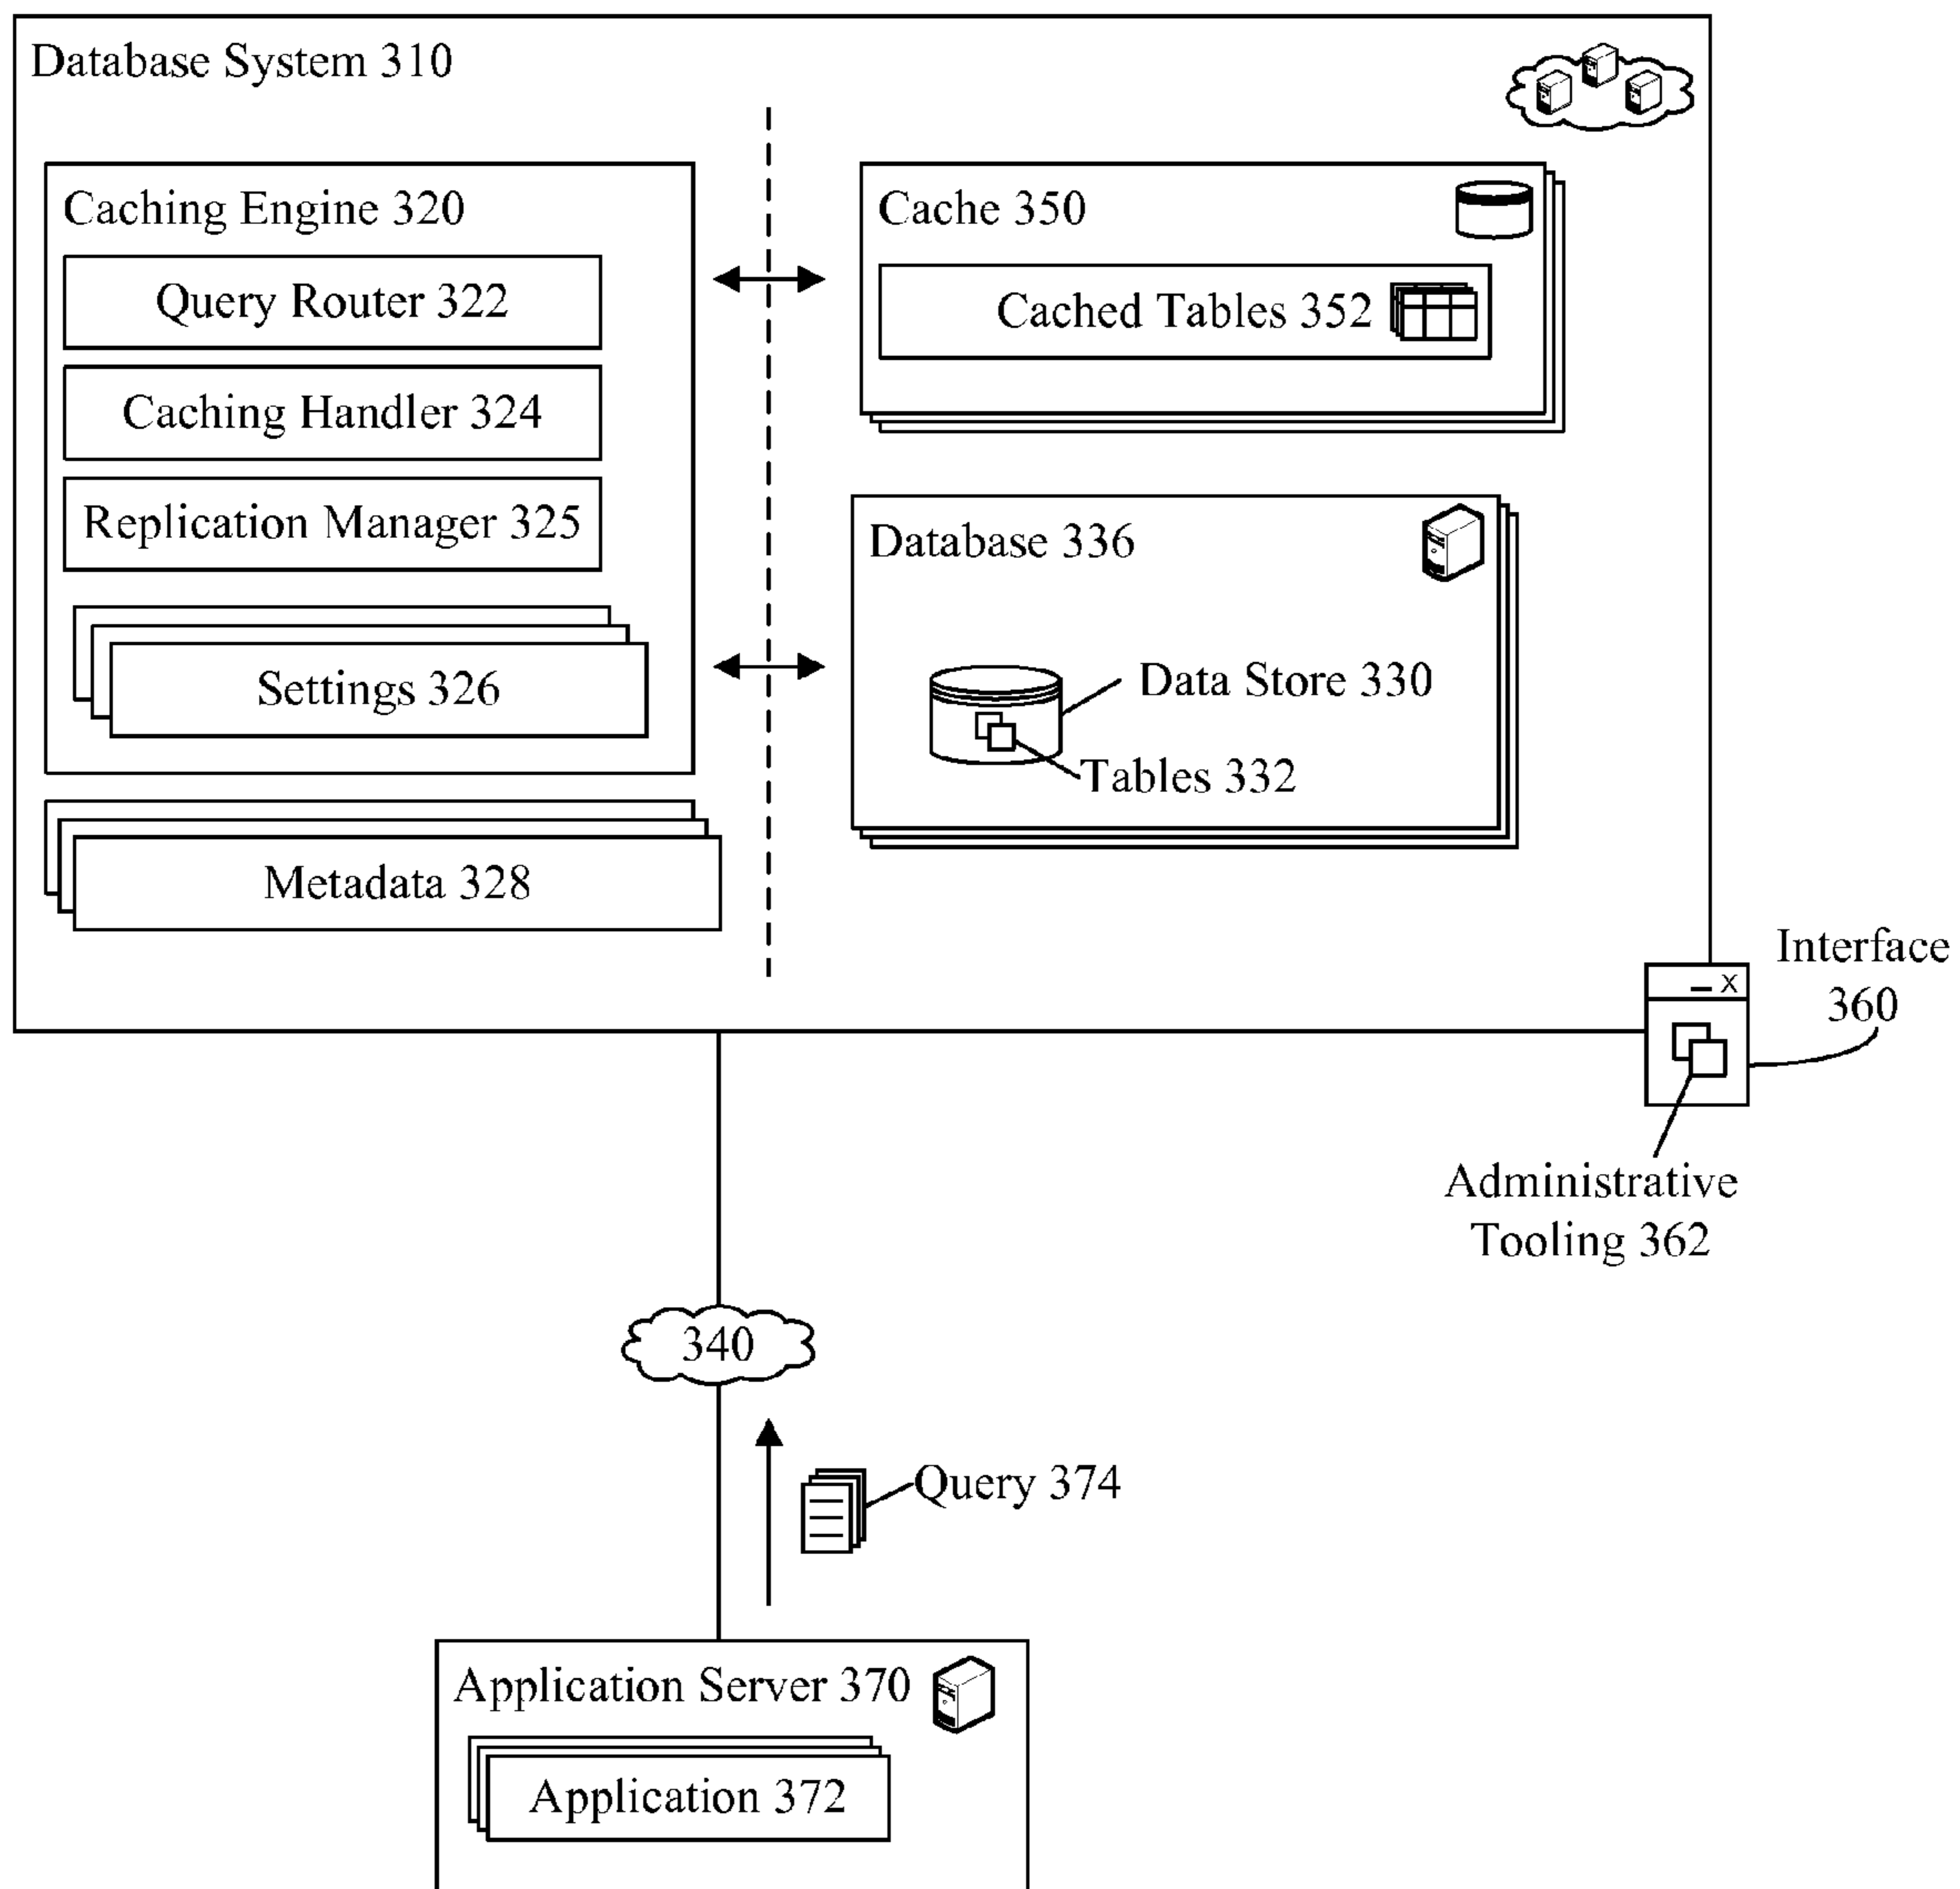 Database System 310
Caching Engine 320
Query Router 322
Caching Handler 324
Replication Manager 325
Settings 326
Metadata 328
Cache 350
Cached Tables 352
Database 336
Data Store 330
Tables 332
X
Interface
360
Administrative
Tooling 362
340
Query 374
Application Server 370
Application 372